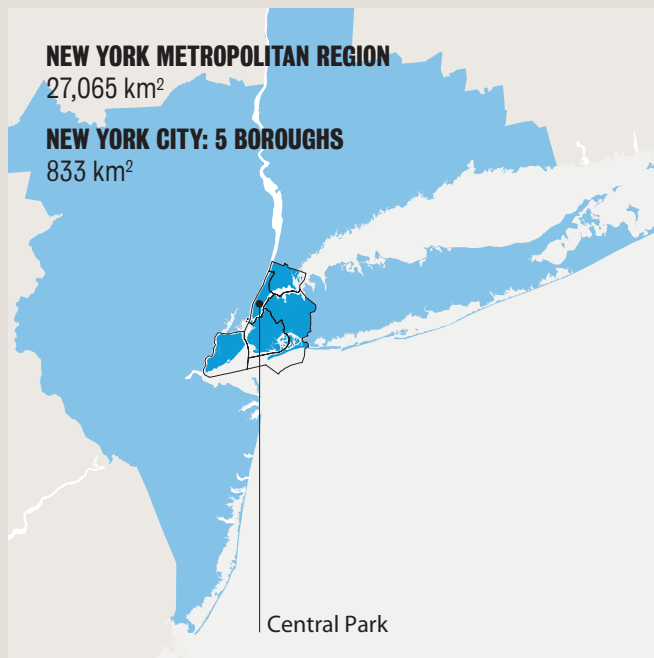 NEW YORK METROPOLITAN REGION
27,065 km²
NEW YORK CITY: 5 BOROUGHS
833 km²
Central Park